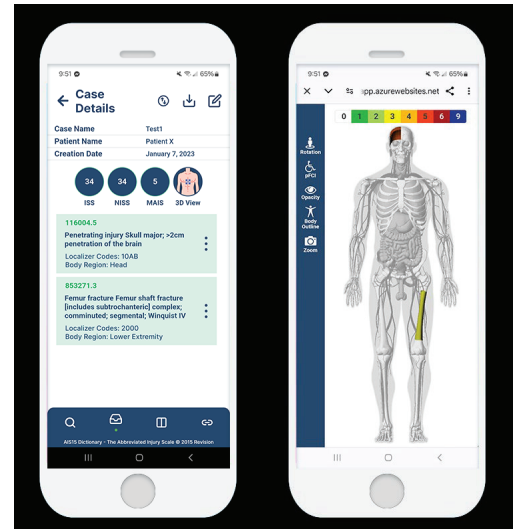 9:51
65%
Case
Details
Case Name Test1
Patient Name Patient X
Creation Date January 7, 2023
34 34 5
ISS NISS MAIS 3D View
116004.5
Penetrating injury Skull major; >2cm
penetration of the brain
Localizer Codes: 10AB
Body Region: Head
853271.3
Femur fracture Femur shaft fracture
[includes subtrochanteric] complex;
comminuted; segmental; Winquist IV
Localizer Codes: 2000
Body Region: Lower Extremity
AIS15 Dictionary - The Abbreviated Injury Scale © 2015 Revision
9:51
65%
app.azurewebsites.net
0 1 2 3 4 5 6 9
Rotation
pFCI
Opacity
Body
Outline
Zoom